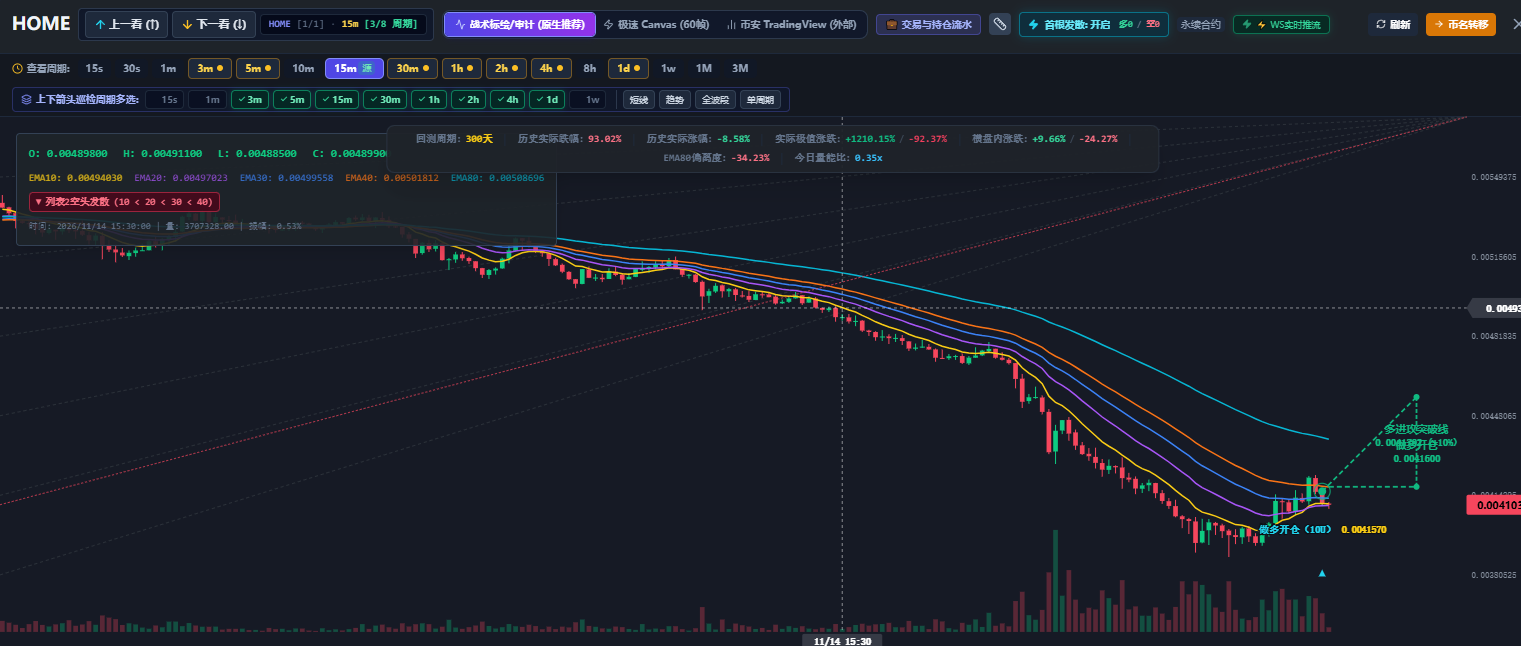 HOME ↑ 上一看 (↑) ↓ 下一看 (↓) HOME [1/1] · 15m [3/8 周期] 战术标绘/审计 (原生推荐) 极速 Canvas (60帧) 币安 TradingView (外部) 交易与持仓流水 首根发散: 开启 多0 / 空0 永续合约 WS实时推流 刷新 → 币名转移
查看周期: 15s 30s 1m 3m 5m 10m 15m 源 30m 1h 2h 4h 8h 1d 1w 1M 3M
上下箭头巡检周期多选: 15s 1m ✓3m ✓5m ✓15m ✓30m ✓1h ✓2h ✓4h ✓1d 1w 短线 趋势 全波段 单周期
回测周期: 300天 历史实际跌幅: 93.02% 历史实际涨幅: -8.58% 实际极值涨跌: +1210.15% / -92.37% 横盘内涨跌: +9.66% / -24.27%
EMA80偏离度: -34.23% 今日量能比: 0.35x
O: 0.00489800 H: 0.00491100 L: 0.00488500 C: 0.0048990
EMA10: 0.00494030 EMA20: 0.00497023 EMA30: 0.00499558 EMA40: 0.00501812 EMA80: 0.00508696
▼ 列表2空头发散 (10 < 20 < 30 < 40)
时间: 2026/11/14 15:30:00 | 量: 3707328.00 | 振幅: 0.53%
0.00549375
0.00515605
0.0049
0.00481835
0.00448065
多进攻突破线
做多开仓
0.0041600
0.004103
做多开仓 (10U) 0.0041570
0.00380525
11/14 15:30